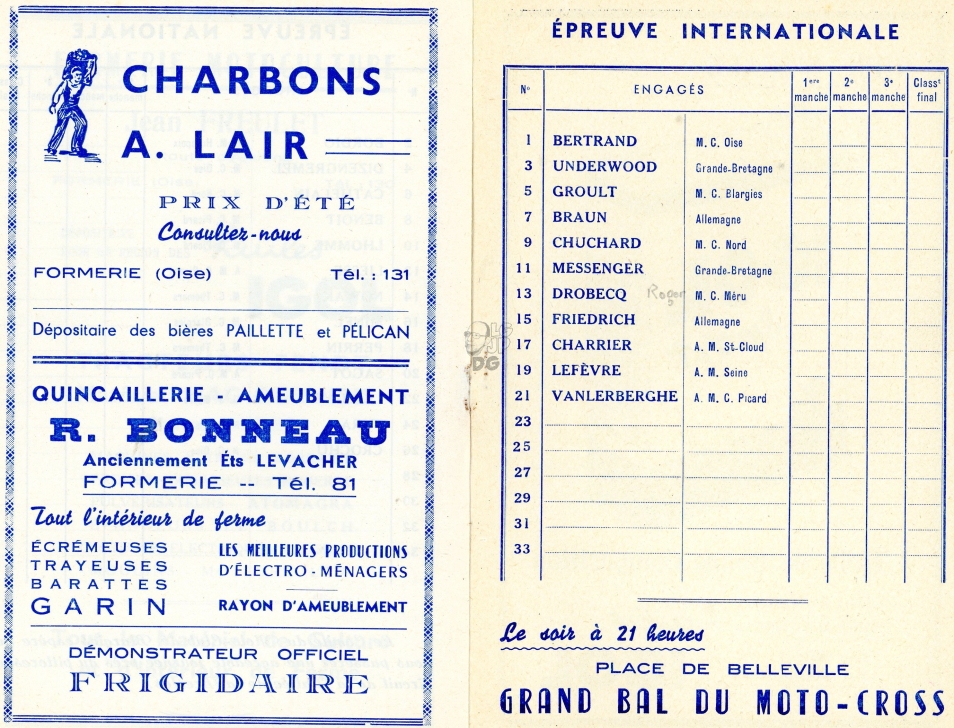 CHARBONS
A. LAIR
PRIX D'ÉTÉ
Consultez-nous
FORMERIE (Oise) Tél. : 131
Dépositaire des bières PAILLETTE et PÉLICAN
QUINCAILLERIE - AMEUBLEMENT
R. BONNEAU
Anciennement Éts LEVACHER
FORMERIE -- Tél. 81
Tout l'intérieur de ferme
ÉCRÉMEUSES
TRAYEUSES
BARATTES
GARIN
LES MEILLEURES PRODUCTIONS
D'ÉLECTRO-MÉNAGERS
RAYON D'AMEUBLEMENT
DÉMONSTRATEUR OFFICIEL
FRIGIDAIRE
ÉPREUVE INTERNATIONALE
No ENGAGÉS 1ere manche 2e manche 3e manche Classt final
1 BERTRAND M. C. Oise
3 UNDERWOOD Grande-Bretagne
5 GROULT M. C. Blargies
7 BRAUN Allemagne
9 CHUCHARD M. C. Nord
11 MESSENGER Grande-Bretagne
13 DROBECQ Roger M. C. Méru
15 FRIEDRICH Allemagne
17 CHARRIER A. M. St-Cloud
19 LEFÈVRE A. M. Seine
21 VANLERBERGHE A. M. C. Picard
23
25
27
29
31
33
Le soir à 21 heures
PLACE DE BELLEVILLE
GRAND BAL DU MOTO-CROSS